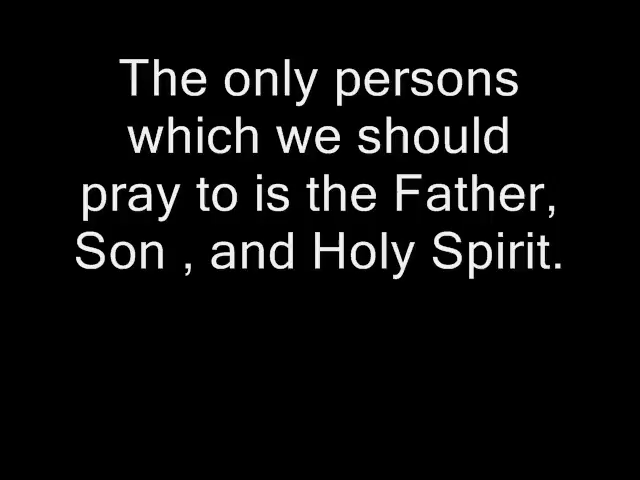 The only persons
which we should
pray to is the Father,
Son , and Holy Spirit.